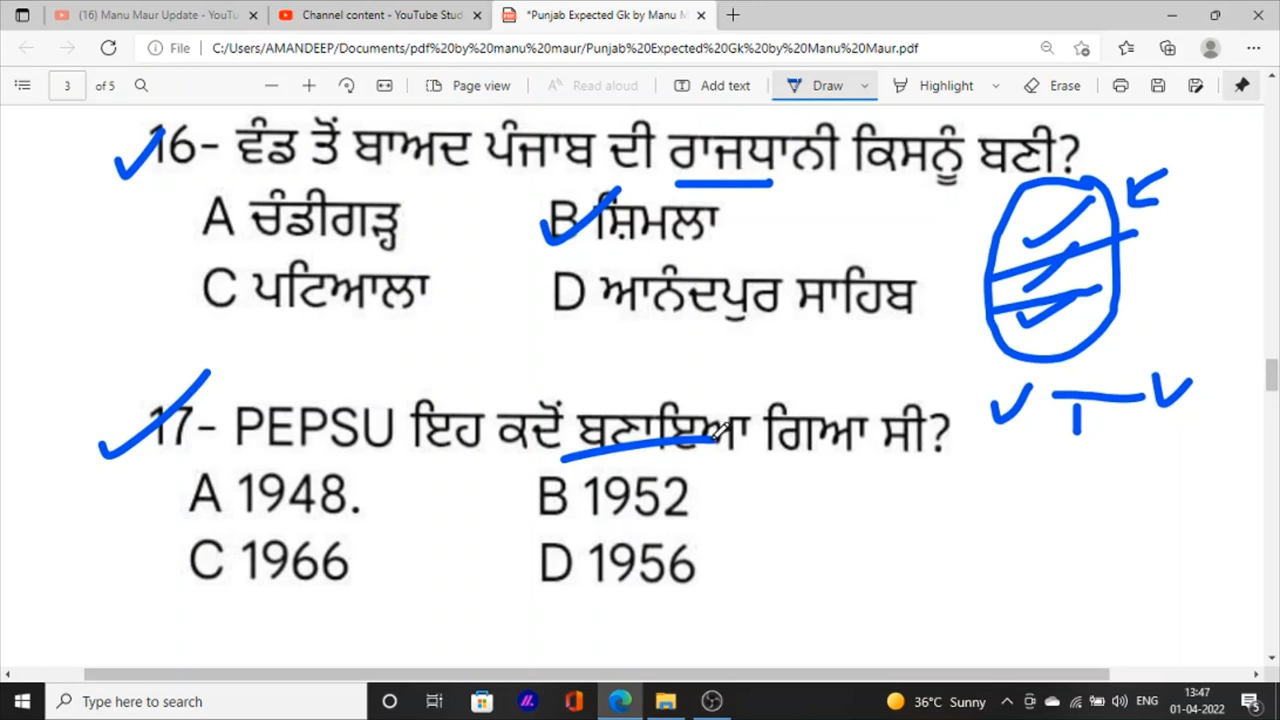 (16) Manu Maur Update - YouTu
Channel content - YouTube Stud
*Punjab Expected Gk by Manu M
File
C:/Users/AMANDEEP/Documents/pdf%20by%20manu%20maur/Punjab%20Expected%20Gk%20by%20Manu%20Maur.pdf
3 of 5
Page view
Read aloud
Add text
Draw
Highlight
Erase
16- ਵੰਡ ਤੋਂ ਬਾਅਦ ਪੰਜਾਬ ਦੀ ਰਾਜਧਾਨੀ ਕਿਸਨੂੰ ਬਣੀ?
A ਚੰਡੀਗੜ੍ਹ B ਸ਼ਿਮਲਾ
C ਪਟਿਆਲਾ D ਆਨੰਦਪੁਰ ਸਾਹਿਬ
17- PEPSU ਇਹ ਕਦੋਂ ਬਣਾਇਆ ਗਿਆ ਸੀ?
A 1948. B 1952
C 1966 D 1956
Type here to search
36°C Sunny
ENG
13:47
01-04-2022
5